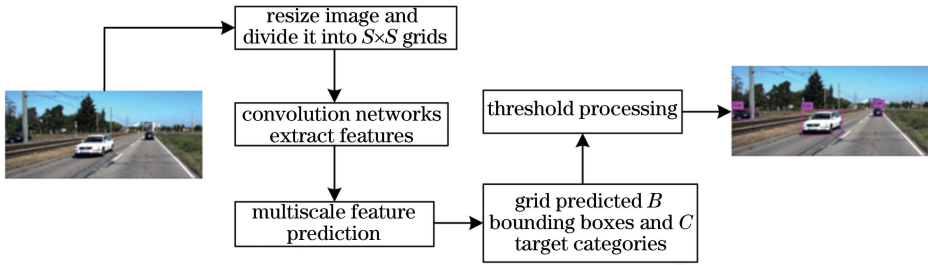 resize image and
divide it into S×S grids
convolution networks
extract features
multiscale feature
prediction
grid predicted B
bounding boxes and C
target categories
threshold processing